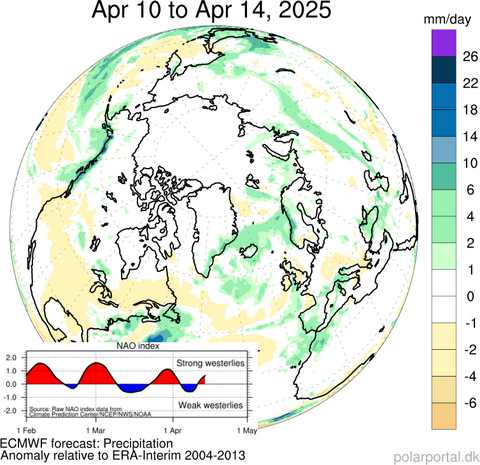 Apr 10 to Apr 14, 2025
mm/day
26
22
18
14
10
6
4
2
1
0
-1
-2
-4
-6
NAO index
2.0
1.0
0.0
-1.0
-2.0
Strong westerlies
Weak westerlies
Source: Raw NAO index data from
Climate Prediction Center/NCEP/NWS/NOAA
1 Feb
1 Mar
1 Apr
1 May
ECMWF forecast: Precipitation
Anomaly relative to ERA-Interim 2004-2013
polarportal.dk